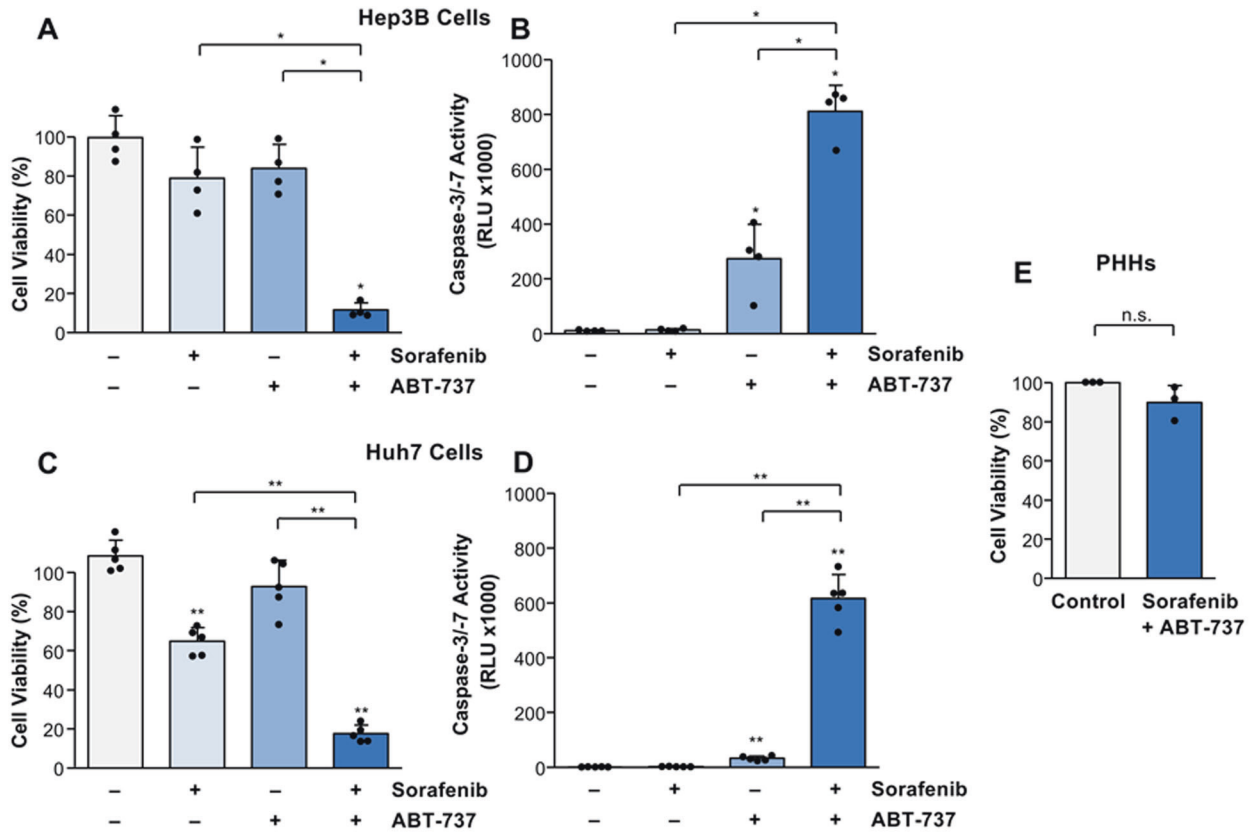 A
Hep3B Cells
B
*
*
*
Cell Viability (%)
100
80
60
40
20
0
– + – + Sorafenib
– – + + ABT-737
*
*
*
*
Caspase-3/-7 Activity
(RLU x1000)
1000
800
600
400
200
0
– + – + Sorafenib
– – + + ABT-737
C
Huh7 Cells
D
**
**
**
**
Cell Viability (%)
100
80
60
40
20
0
– + – + Sorafenib
– – + + ABT-737
**
**
**
**
Caspase-3/-7 Activity
(RLU x1000)
1000
800
600
400
200
0
– + – + Sorafenib
– – + + ABT-737
E
PHHs
n.s.
Cell Viability (%)
100
80
60
40
20
0
Control
Sorafenib
+ ABT-737